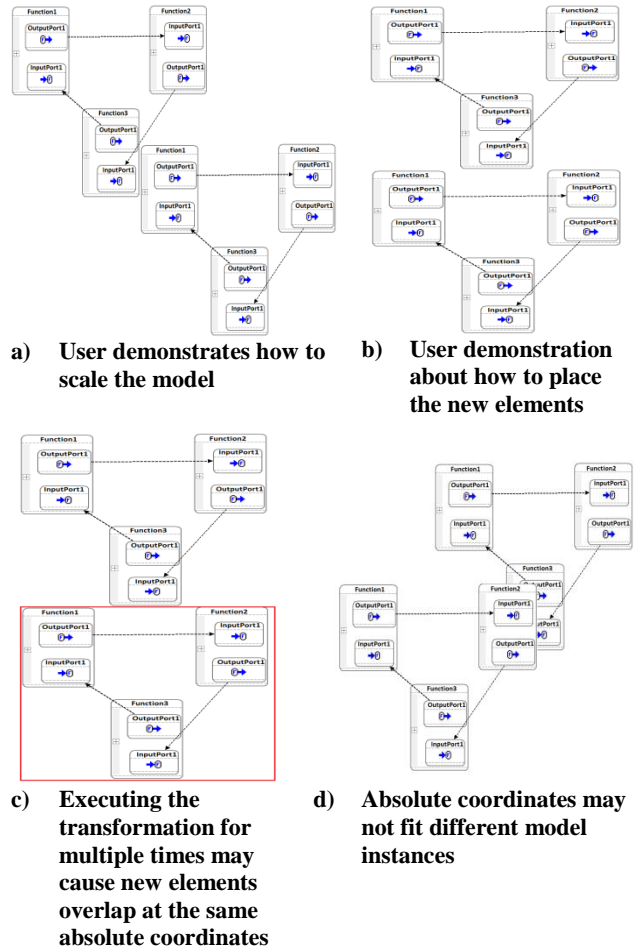 Function1
Function2
OutputPort1
InputPort1
InputPort1
OutputPort1
Function3
OutputPort1
InputPort1
Function1
Function2
OutputPort1
InputPort1
InputPort1
OutputPort1
Function3
OutputPort1
InputPort1
a) User demonstrates how to
scale the model
Function1
Function2
OutputPort1
InputPort1
InputPort1
OutputPort1
Function3
OutputPort1
InputPort1
Function1
Function2
OutputPort1
InputPort1
InputPort1
OutputPort1
Function3
OutputPort1
InputPort1
b) User demonstration
about how to place
the new elements
Function1
Function2
OutputPort1
InputPort1
InputPort1
OutputPort1
Function3
OutputPort1
InputPort1
Function1
Function2
OutputPort1
InputPort1
InputPort1
OutputPort1
Function3
OutputPort1
InputPort1
c) Executing the
transformation for
multiple times may
cause new elements
overlap at the same
absolute coordinates
Function1
Function2
OutputPort1
InputPort1
InputPort1
OutputPort1
Function3
Function1
Function2
OutputPort1
InputPort1
InputPort1
OutputPort1
Function3
OutputPort1
InputPort1
d) Absolute coordinates may
not fit different model
instances